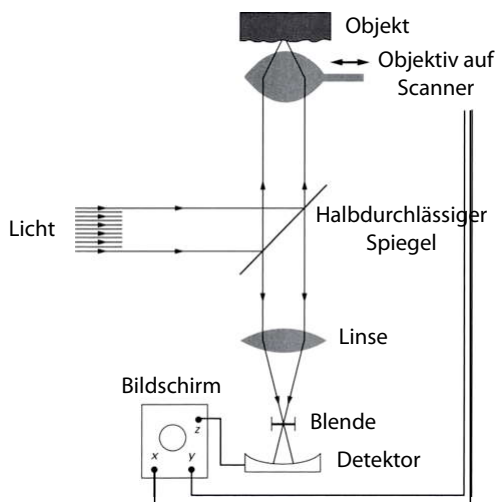 Objekt
Objektiv auf
Scanner
Licht
Halbdurchlässiger
Spiegel
Linse
Bildschirm
Blende
z
x
y
Detektor